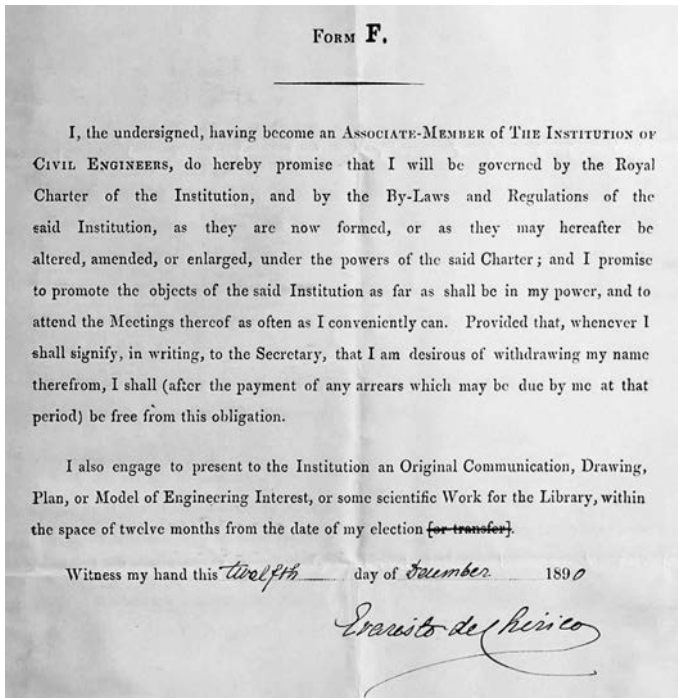 FORM F.
I, the undersigned, having become an ASSOCIATE-MEMBER of THE INSTITUTION OF
CIVIL ENGINEERS, do hereby promise that I will be governed by the Royal
Charter of the Institution, and by the By-Laws and Regulations of the
said Institution, as they are now formed, or as they may hereafter be
altered, amended, or enlarged, under the powers of the said Charter; and I promise
to promote the objects of the said Institution as far as shall be in my power, and to
attend the Meetings thereof as often as I conveniently can. Provided that, whenever I
shall signify, in writing, to the Secretary, that I am desirous of withdrawing my name
therefrom, I shall (after the payment of any arrears which may be due by me at that
period) be free from this obligation.
I also engage to present to the Institution an Original Communication, Drawing,
Plan, or Model of Engineering Interest, or some scientific Work for the Library, within
the space of twelve months from the date of my election [or transfer].
Witness my hand this twelfth day of December 1890
Evaristo de Chirico